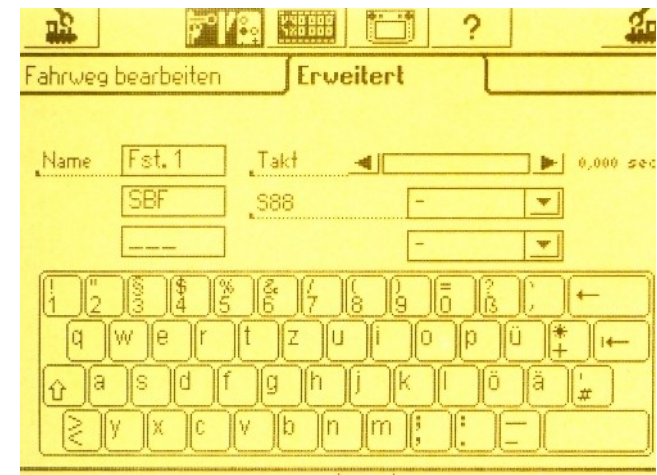 ?
Fahrweg bearbeiten Erweitert
Name Fst. 1 Takt 0,000 sec
SBF S88 -
___ -
! " § $ % & / ( ) = ? `
1 2 3 4 5 6 7 8 9 0 ß ´ ←
q w e r t z u i o p ü * + I←
⇧ a s d f g h j k l ö ä ' #
> < y x c v b n m ; , : . _ -